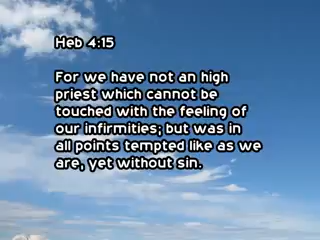 Heb 4:15
For we have not an high
priest which cannot be
touched with the feeling of
our infirmities; but was in
all points tempted like as we
are, yet without sin.